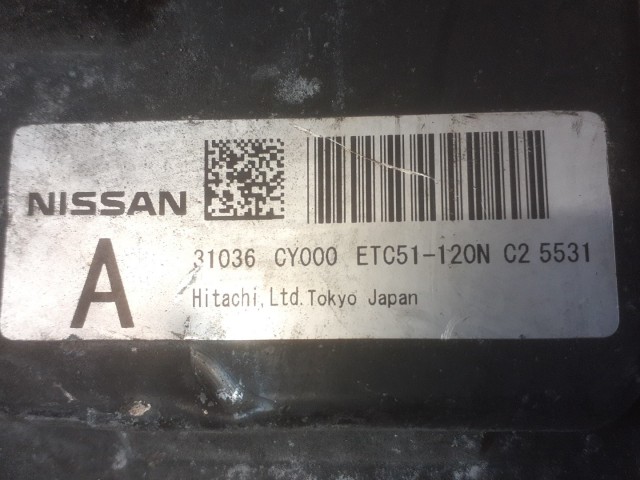 NISSAN
A
31036 CY000 ETC51-120N C2 5531
Hitachi,Ltd.Tokyo Japan